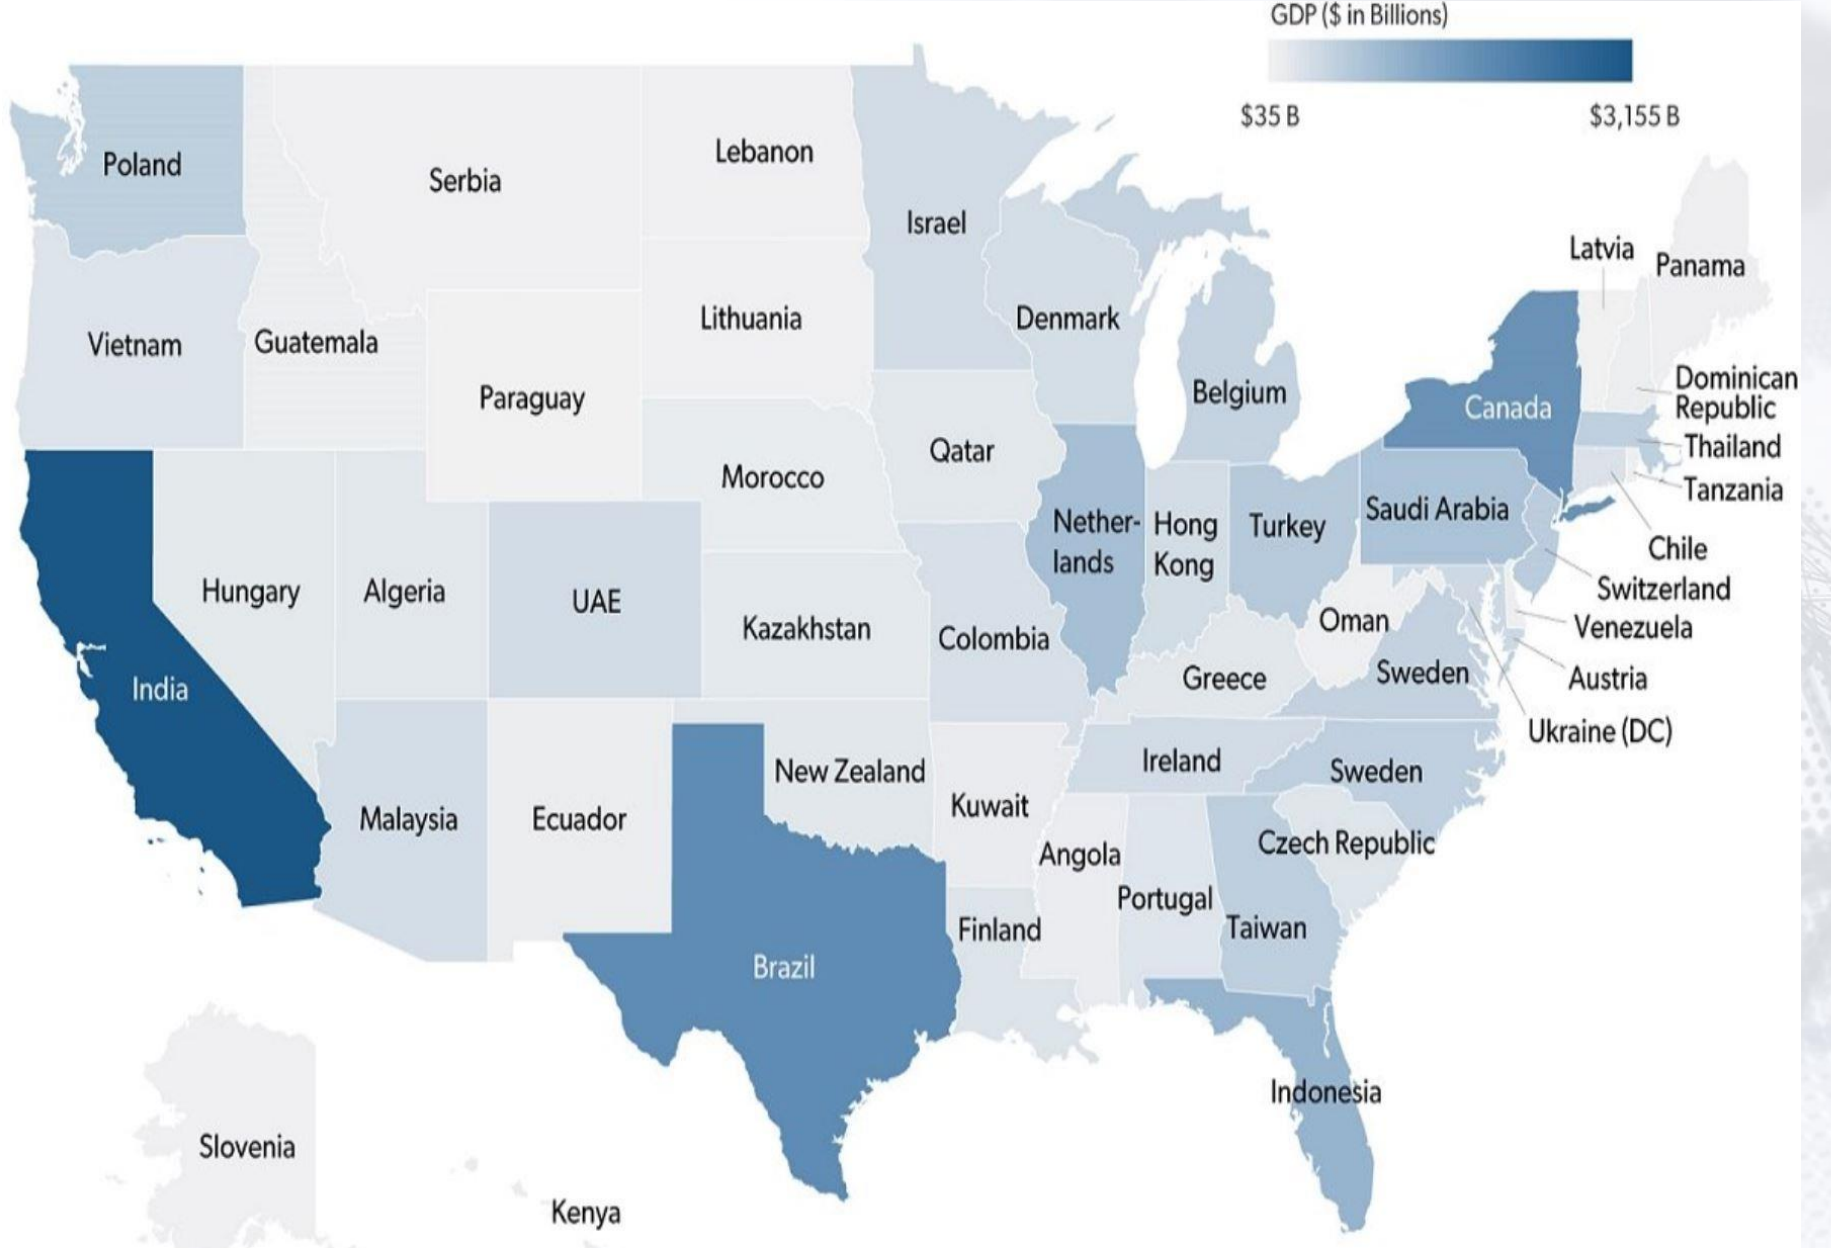 GDP ($ in Billions)
$35 B
$3,155 B
Poland
Serbia
Lebanon
Israel
Latvia
Panama
Vietnam
Guatemala
Lithuania
Denmark
Belgium
Dominican
Republic
Canada
Paraguay
Thailand
Qatar
Morocco
Tanzania
Saudi Arabia
Nether-
lands
Hong
Kong
Turkey
Chile
Switzerland
Hungary
Algeria
UAE
Kazakhstan
Colombia
Oman
Venezuela
Greece
Sweden
Austria
India
Ukraine (DC)
Ireland
Sweden
New Zealand
Malaysia
Ecuador
Kuwait
Angola
Czech Republic
Portugal
Finland
Taiwan
Brazil
Indonesia
Slovenia
Kenya